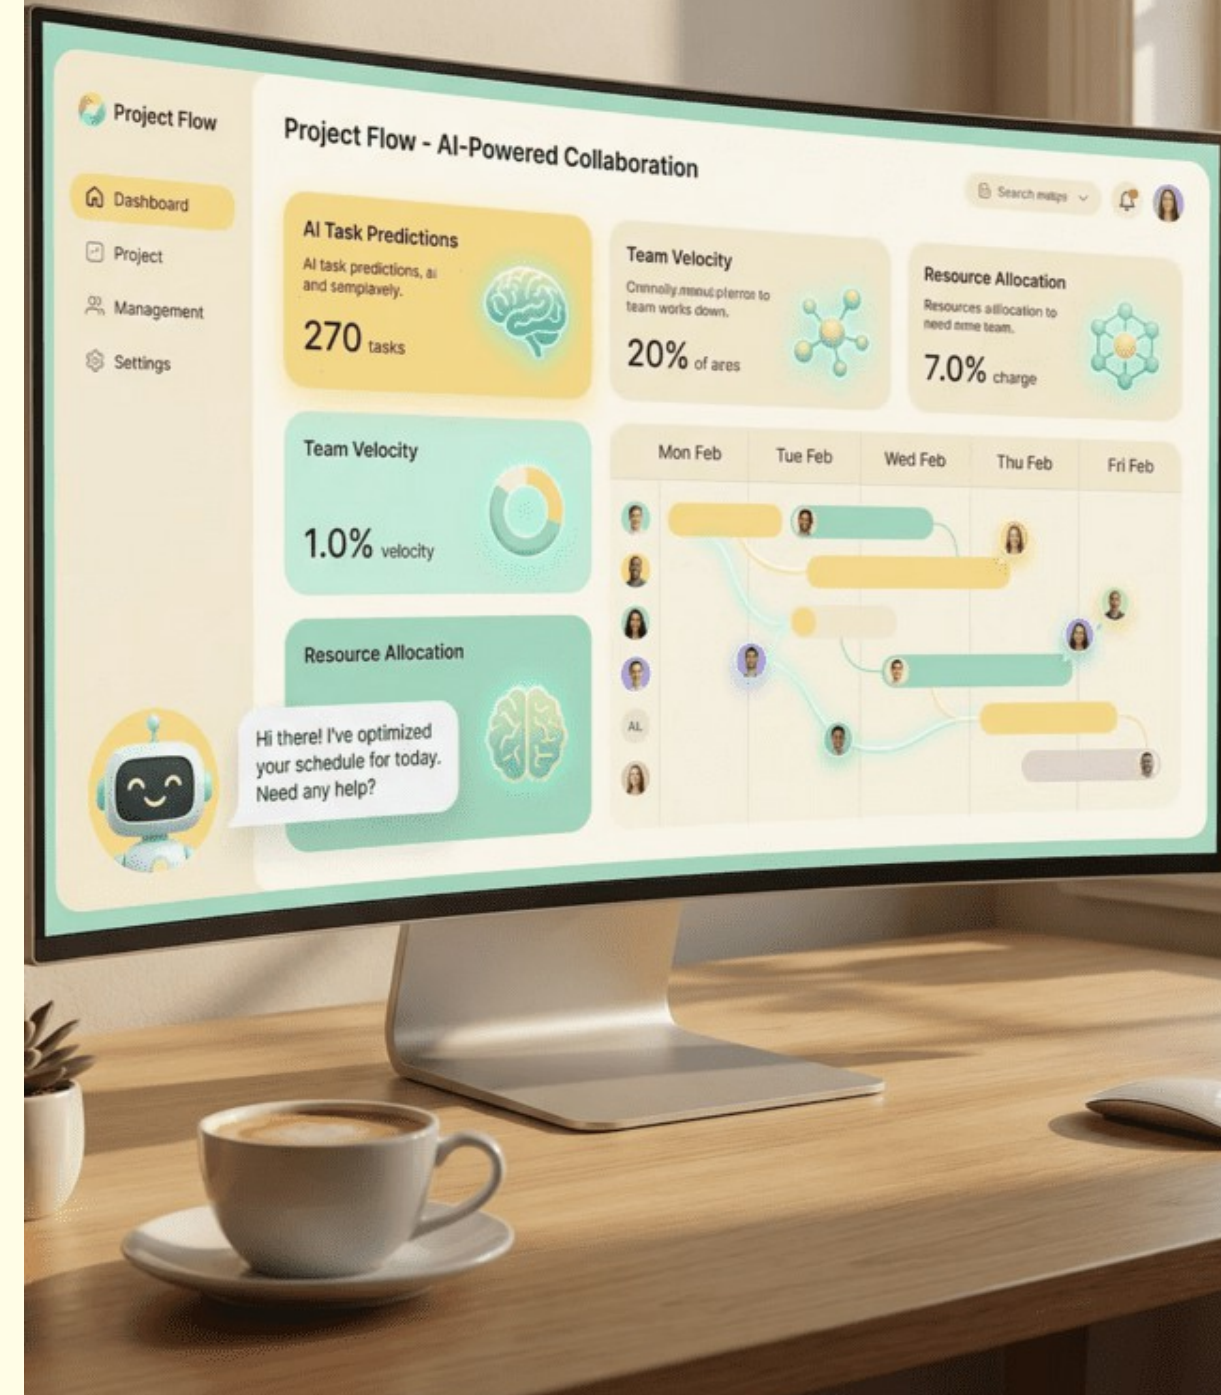 Project Flow
Dashboard
Project
Management
Settings
Project Flow - AI-Powered Collaboration
Search
AI Task Predictions
AI task predictions, ai
and semplavely.
270 tasks
Team Velocity
to
team works down.
20% of ares
Resource Allocation
Resources to
need team.
7.0% charge
Team Velocity
1.0% velocity
Resource Allocation
Hi there! I've optimized
your schedule for today.
Need any help?
Mon Feb
Tue Feb
Wed Feb
Thu Feb
Fri Feb
AL